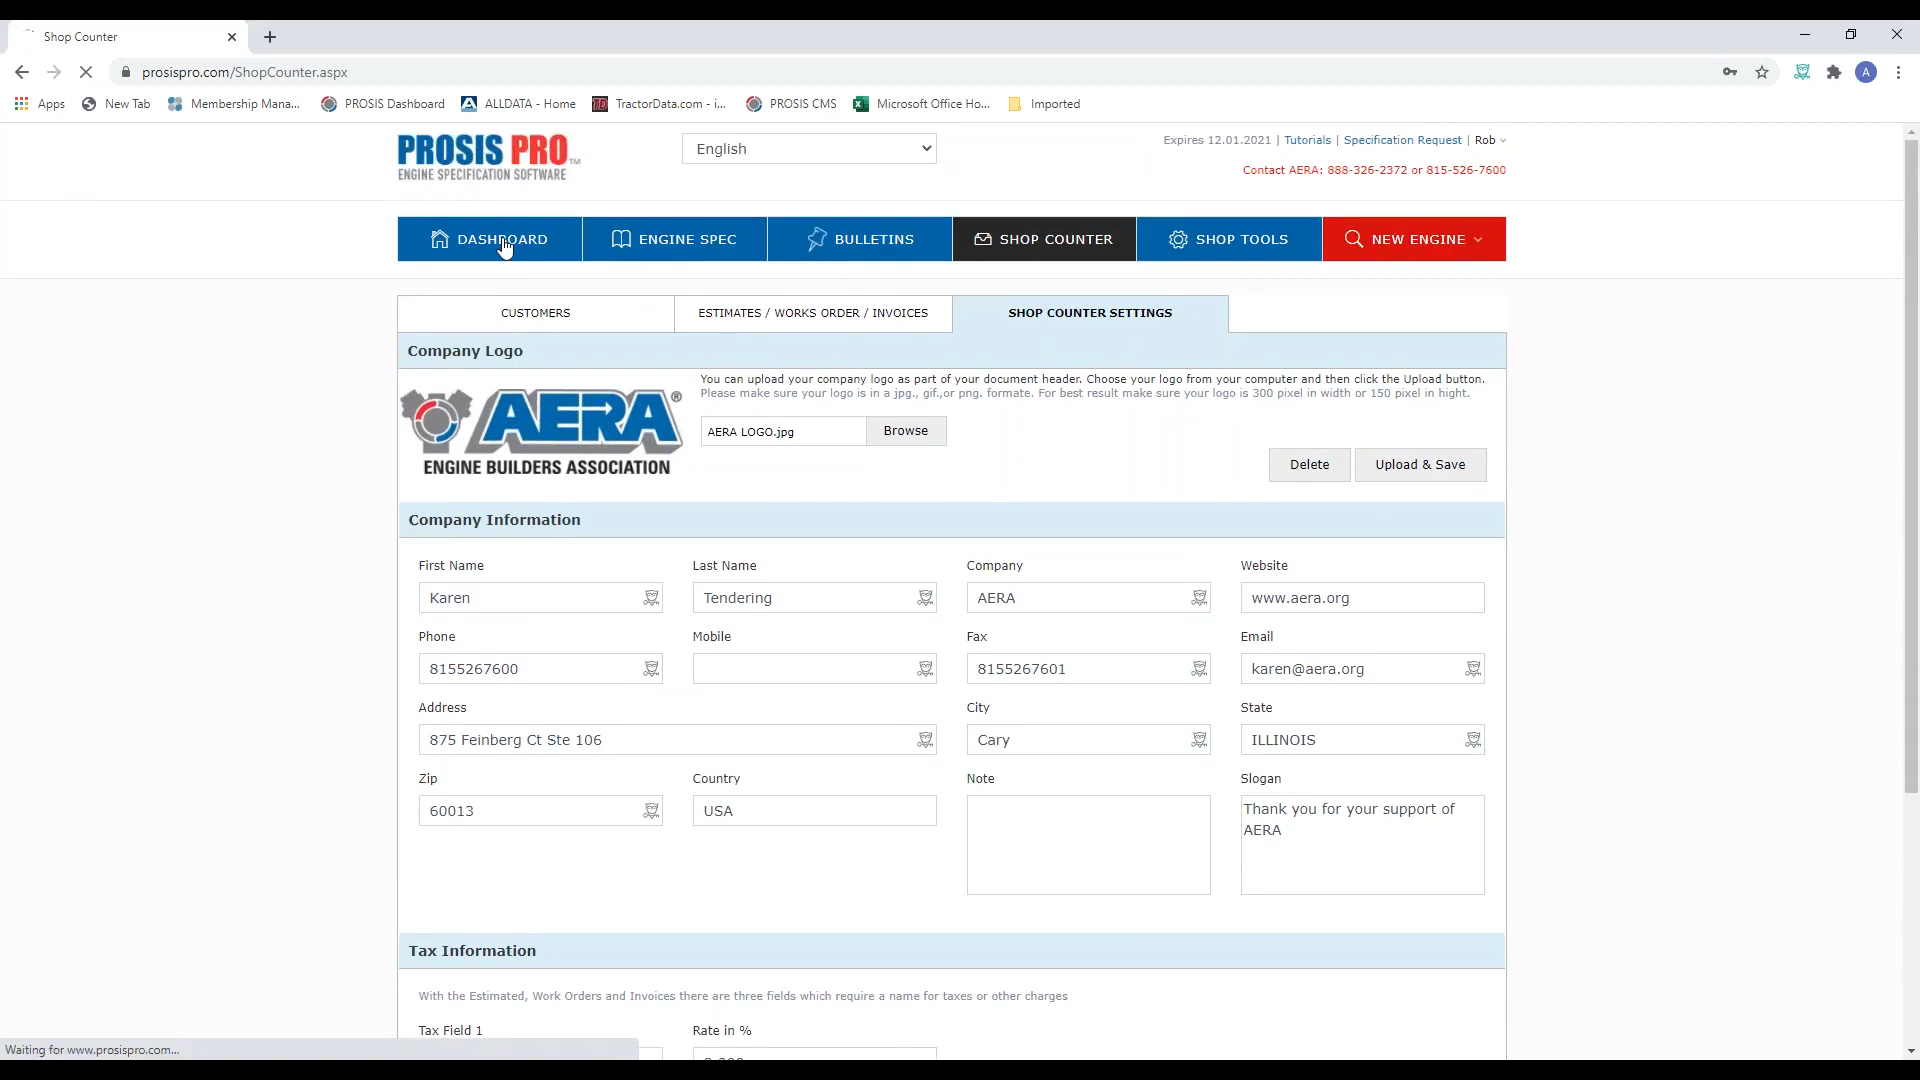 Shop Counter
prosispro.com/ShopCounter.aspx
A
Apps
New Tab
Membership Mana...
PROSIS Dashboard
ALLDATA - Home
TD
TractorData.com - i...
PROSIS CMS
Microsoft Office Ho...
Imported
PROSIS PRO™
ENGINE SPECIFICATION SOFTWARE
English
Expires 12.01.2021 | Tutorials | Specification Request | Rob
Contact AERA: 888-326-2372 or 815-526-7600
DASHBOARD
ENGINE SPEC
BULLETINS
SHOP COUNTER
SHOP TOOLS
NEW ENGINE
CUSTOMERS
ESTIMATES / WORKS ORDER / INVOICES
SHOP COUNTER SETTINGS
Company Logo
AERA®
ENGINE BUILDERS ASSOCIATION
You can upload your company logo as part of your document header. Choose your logo from your computer and then click the Upload button.
Please make sure your logo is in a jpg., gif.,or png. formate. For best result make sure your logo is 300 pixel in width or 150 pixel in hight.
AERA LOGO.jpg
Browse
Delete
Upload & Save
Company Information
First Name
Last Name
Company
Website
Karen
Tendering
AERA
www.aera.org
Phone
Mobile
Fax
Email
8155267600
8155267601
karen@aera.org
Address
City
State
875 Feinberg Ct Ste 106
Cary
ILLINOIS
Zip
Country
Note
Slogan
60013
USA
Thank you for your support of
AERA
Tax Information
With the Estimated, Work Orders and Invoices there are three fields which require a name for taxes or other charges
Tax Field 1
Rate in %
Waiting for www.prosispro.com...